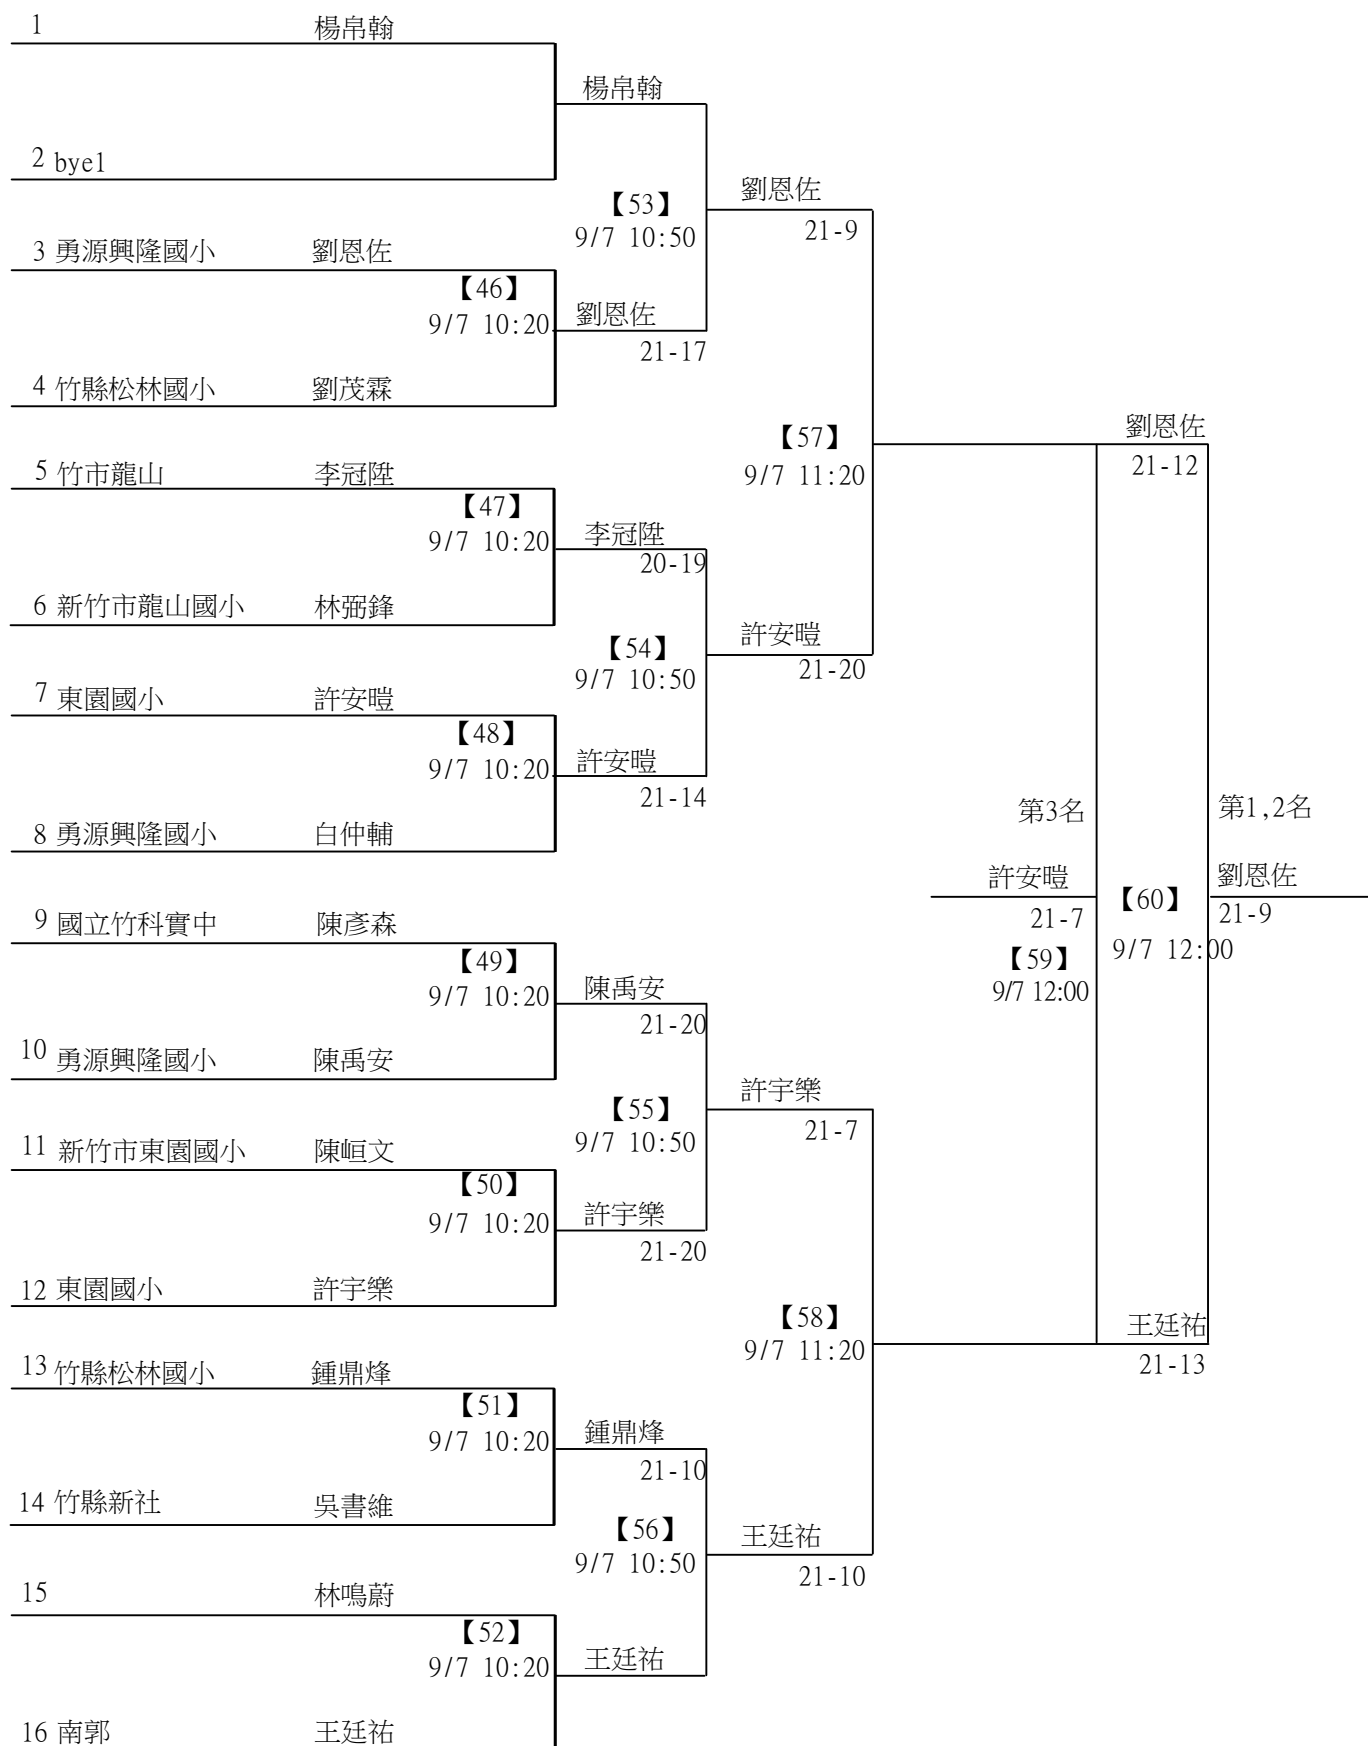 1 楊帛翰
楊帛翰
2 bye1
劉恩佐
【53】
21-9
9/7 10:50
3 勇源興隆國小 劉恩佐
【46】
9/7 10:20
劉恩佐
21-17
4 竹縣松林國小 劉茂霖
劉恩佐
【57】
21-12
9/7 11:20
5 竹市龍山 李冠陞
【47】
9/7 10:20
李冠陞
20-19
6 新竹市龍山國小 林弼鋒
許安暟
【54】
21-20
9/7 10:50
7 東園國小 許安暟
【48】
9/7 10:20
許安暟
21-14
8 勇源興隆國小 白仲輔
第3名
第1,2名
許安暟
劉恩佐
【60】
21-7
21-9
9/7 12:00
【59】
9/7 12:00
9 國立竹科實中 陳彥森
【49】
9/7 10:20
陳禹安
21-20
10 勇源興隆國小 陳禹安
許宇樂
【55】
21-7
9/7 10:50
11 新竹市東園國小 陳峘文
【50】
9/7 10:20
許宇樂
21-20
12 東園國小 許宇樂
【58】
王廷祐
9/7 11:20
21-13
13 竹縣松林國小 鍾鼎烽
【51】
9/7 10:20
鍾鼎烽
21-10
14 竹縣新社 吳書維
【56】
王廷祐
9/7 10:50
21-10
15 林鳴蔚
【52】
9/7 10:20
王廷祐
16 南郭 王廷祐